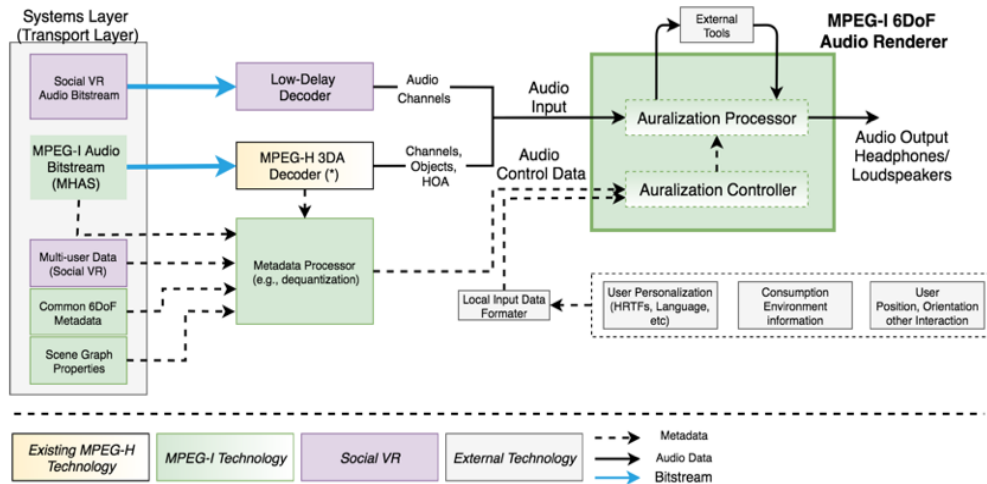 Systems Layer
(Transport Layer)
Social VR
Audio Bitstream
MPEG-I Audio
Bitstream
(MHAS)
Multi-user Data
(Social VR)
Common 6DoF
Metadata
Scene Graph
Properties
Low-Delay
Decoder
MPEG-H 3DA
Decoder (*)
Metadata Processor
(e.g., dequantization)
Audio
Channels
Channels,
Objects,
HOA
Audio
Input
Audio
Control Data
External
Tools
MPEG-I 6DoF
Audio Renderer
Auralization Processor
Auralization Controller
Audio Output
Headphones/
Loudspeakers
Local Input Data
Formater
User Personalization
(HRTFs, Language,
etc)
Consumption
Environment
information
User
Position, Orientation
other Interaction
Existing MPEG-H
Technology
MPEG-I Technology
Social VR
External Technology
Metadata
Audio Data
Bitstream